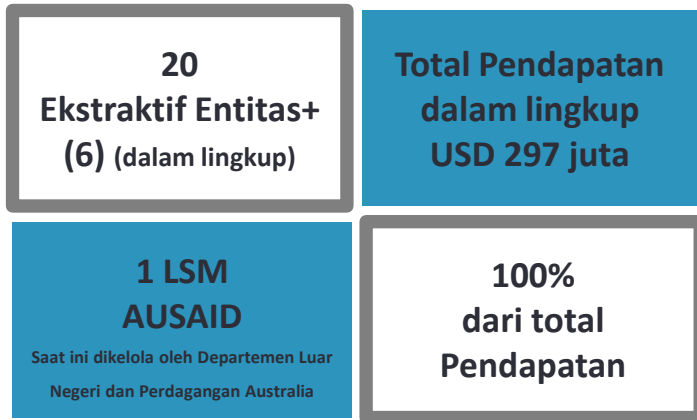 20
Ekstraktif Entitas+
(6) (dalam lingkup)
Total Pendapatan
dalam lingkup
USD 297 juta
1 LSM
AUSAID
Saat ini dikelola oleh Departemen Luar
Negeri dan Perdagangan Australia
100%
dari total
Pendapatan